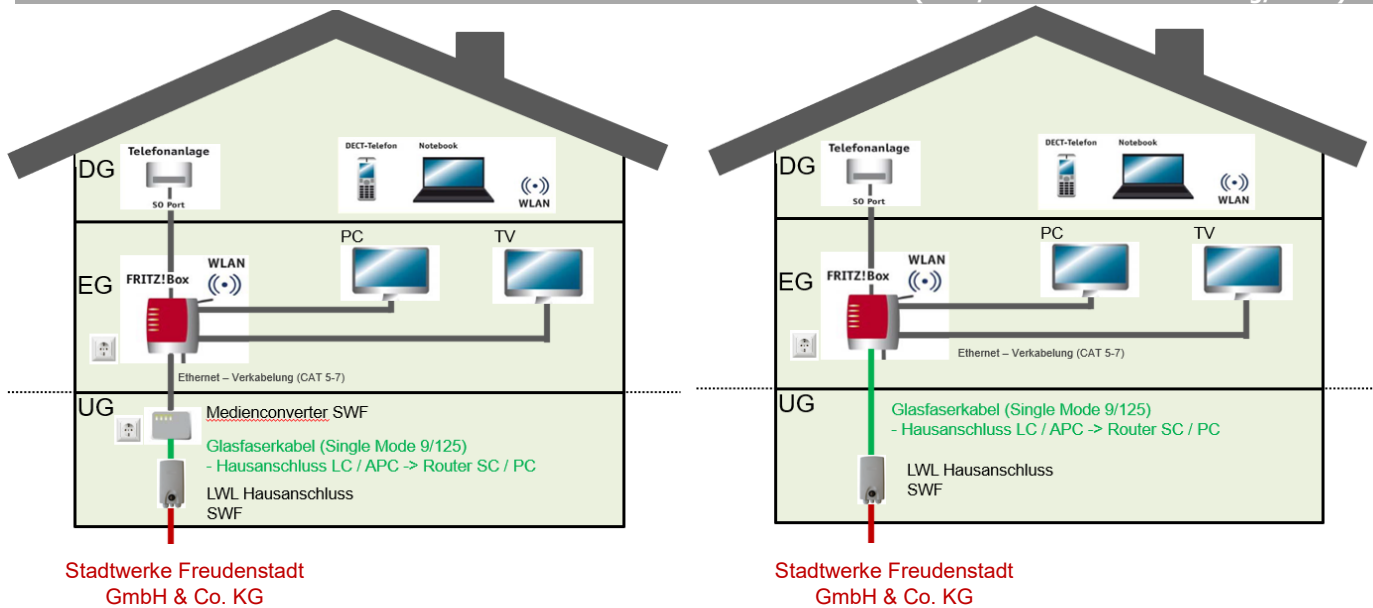 DG
Telefonanlage
SO Port
DECT-Telefon
Notebook
WLAN
EG
FRITZ!Box
WLAN
PC
TV
Ethernet – Verkabelung (CAT 5-7)
UG
Medienconverter SWF
Glasfaserkabel (Single Mode 9/125)
- Hausanschluss LC / APC -> Router SC / PC
LWL Hausanschluss
SWF
Stadtwerke Freudenstadt
GmbH & Co. KG
DG
Telefonanlage
SO Port
DECT-Telefon
Notebook
WLAN
EG
FRITZ!Box
WLAN
PC
TV
Ethernet – Verkabelung (CAT 5-7)
UG
Glasfaserkabel (Single Mode 9/125)
- Hausanschluss LC / APC -> Router SC / PC
LWL Hausanschluss
SWF
Stadtwerke Freudenstadt
GmbH & Co. KG